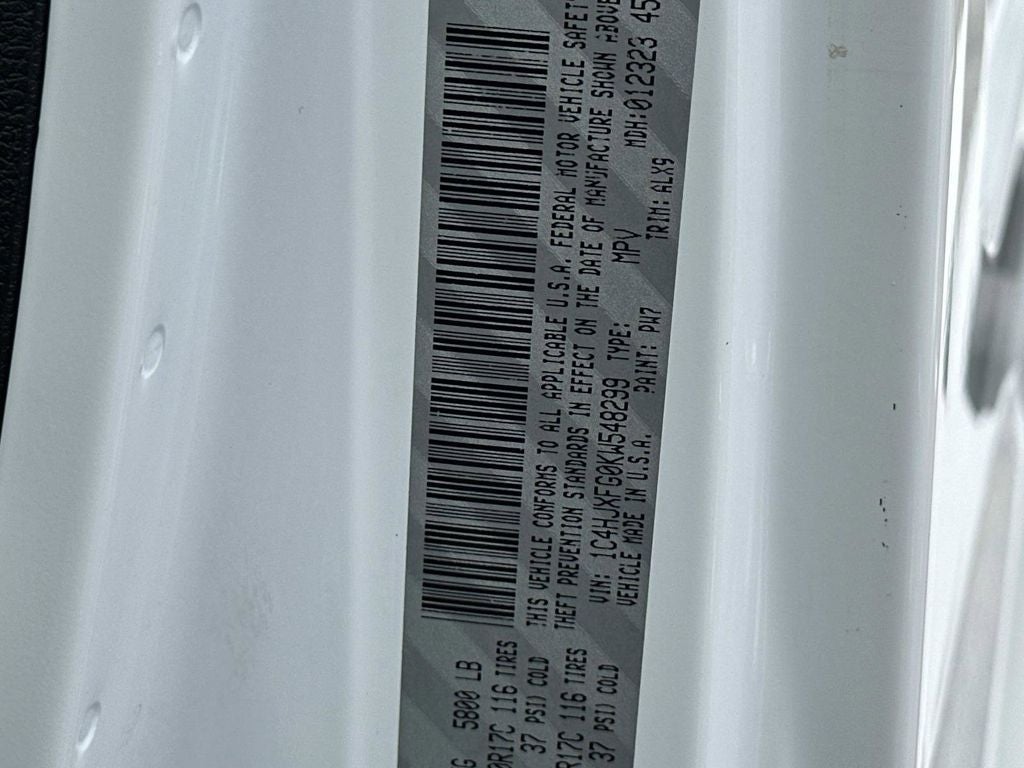 5800 LB
0R17C 116 TIRES
37 PSI) COLD
R17C 116 TIRES
37 PSI) COLD
THIS VEHICLE CONFORMS TO ALL APPLICABLE U.S.A. FEDERAL MOTOR VEHICLE SAFET
THEFT PREVENTION STANDARDS IN EFFECT ON THE DATE OF MANUFACTURE SHOWN ABOVE
VIN: 1C4HJXFG0KW548299 TYPE: MPV MDH:012323 45
VEHICLE MADE IN U.S.A. PAINT: PW7 TRIM: ALX9